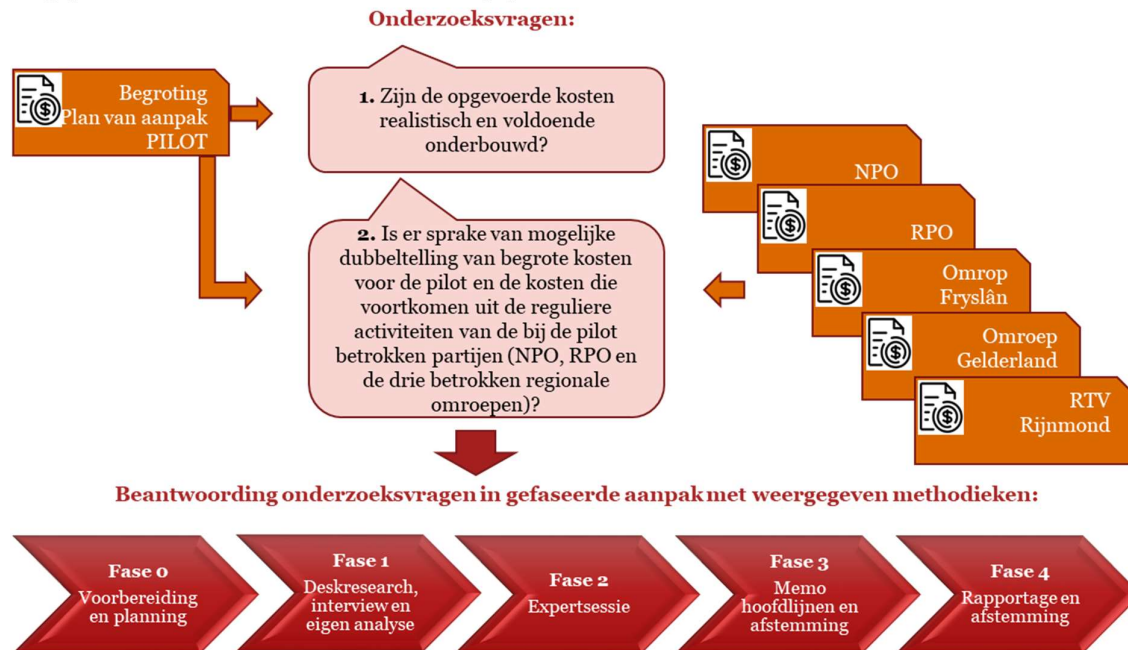 Onderzoeksvragen:
Begroting
Plan van aanpak
PILOT
1. Zijn de opgevoerde kosten
realistisch en voldoende
onderbouwd?
2. Is er sprake van mogelijke
dubbeltelling van begrote kosten
voor de pilot en de kosten die
voortkomen uit de reguliere
activiteiten van de bij de pilot
betrokken partijen (NPO, RPO en
de drie betrokken regionale
omroepen)?
NPO
RPO
Omrop
Fryslân
Omroep
Gelderland
RTV
Rijnmond
Beantwoording onderzoeksvragen in gefaseerde aanpak met weergegeven methodieken:
Fase 0
Voorbereiding
en planning
Fase 1
Deskresearch,
interview en
eigen analyse
Fase 2
Expertsessie
Fase 3
Memo
hoofdlijnen en
afstemming
Fase 4
Rapportage en
afstemming